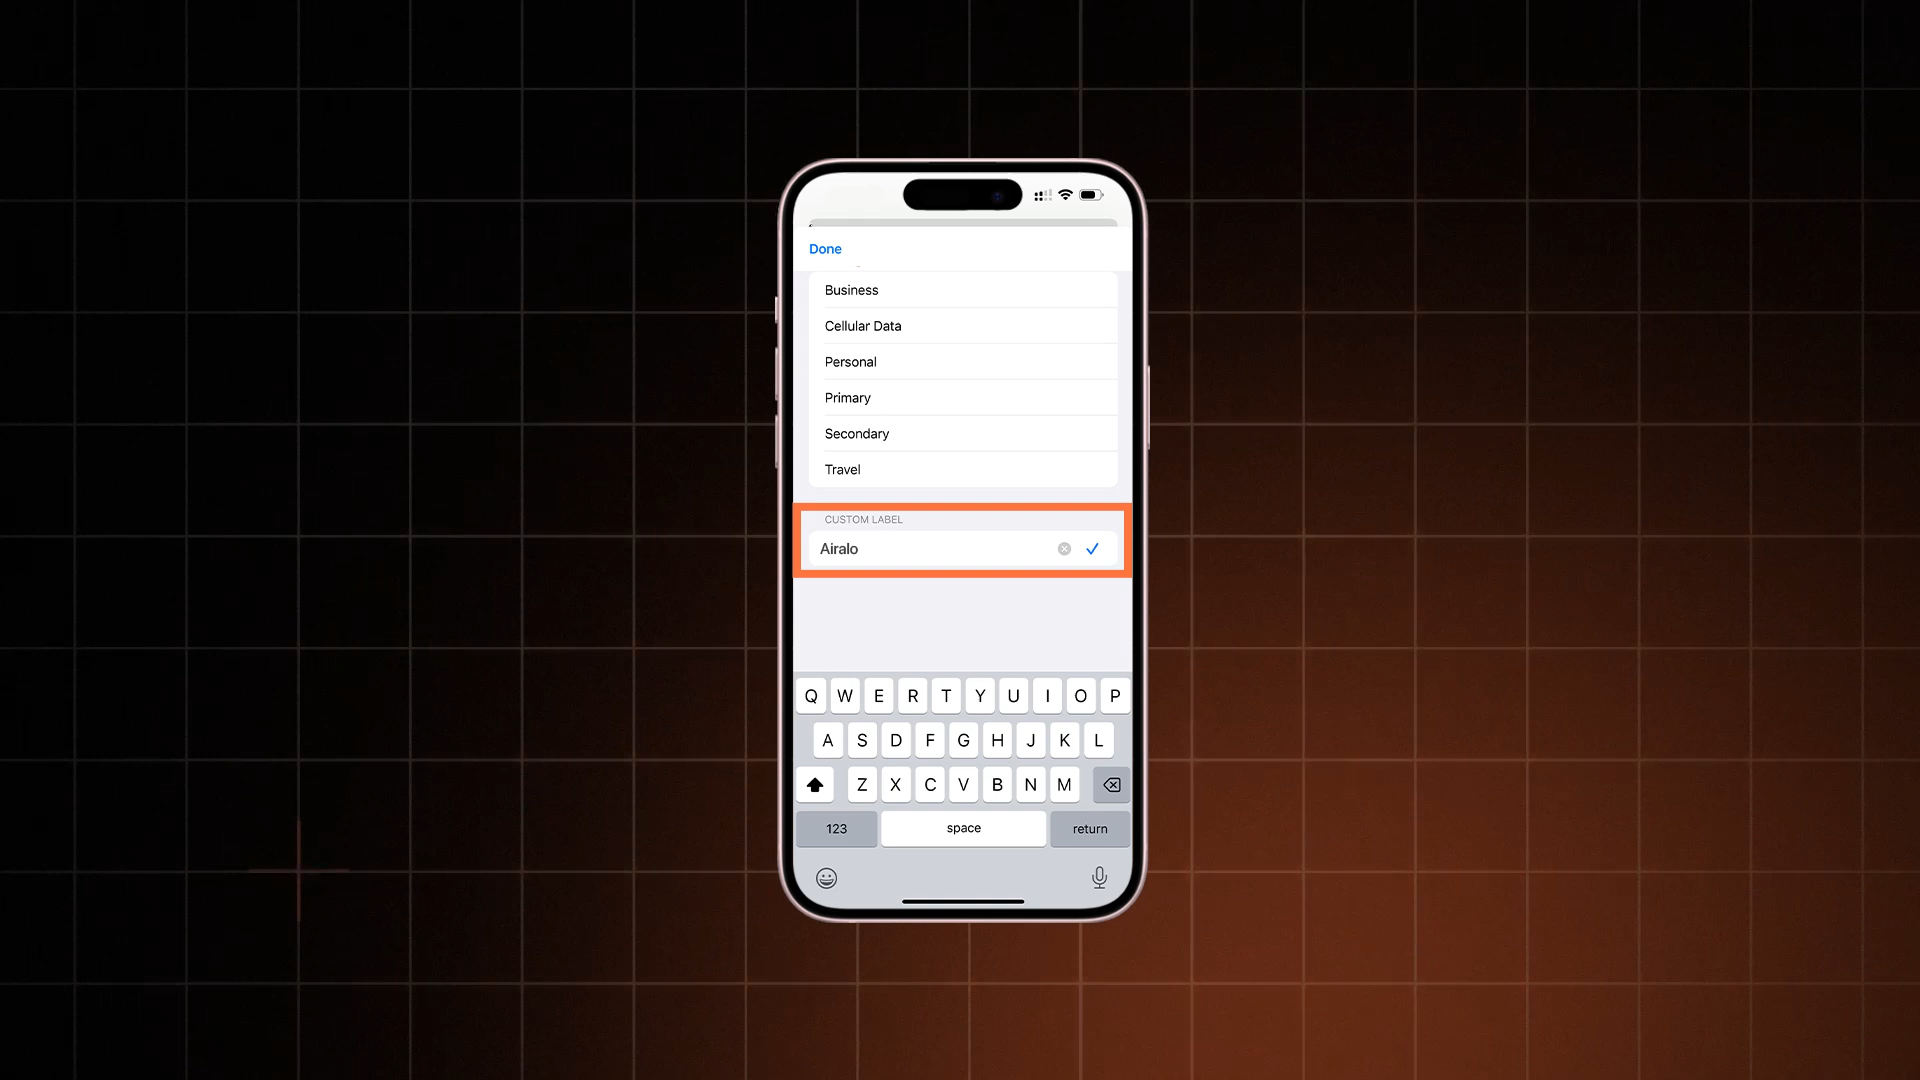 Done
Business
Cellular Data
Personal
Primary
Secondary
Travel
CUSTOM LABEL
Airalo
Q W E R T Y U I O P
A S D F G H J K L
Z X C V B N M
123 space return